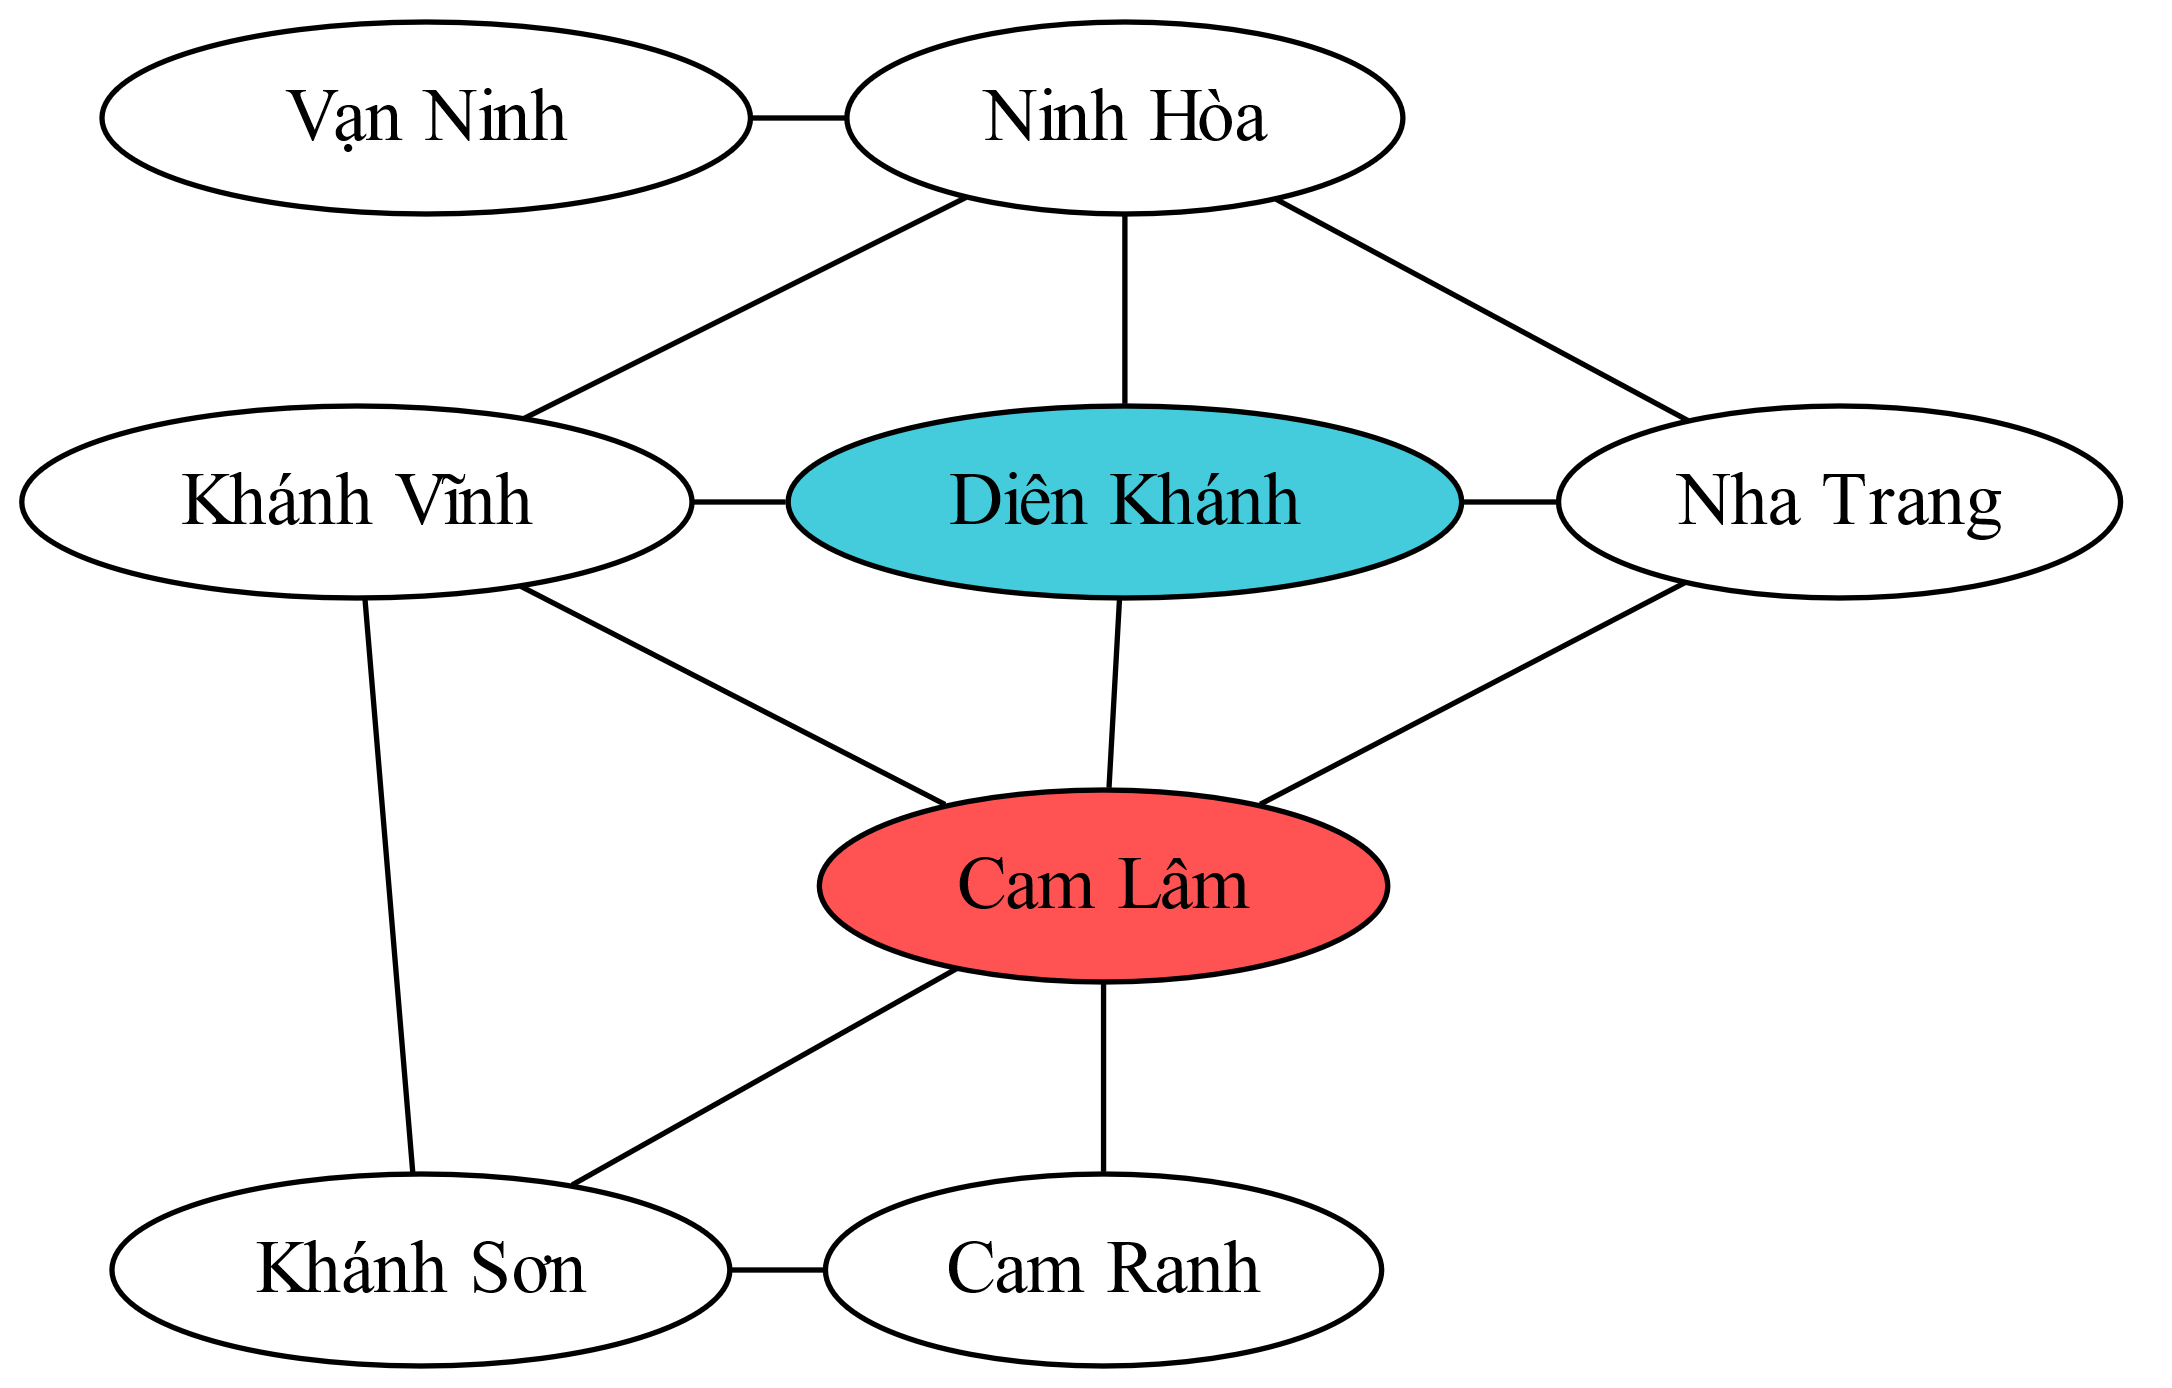 Vạn Ninh
Ninh Hòa
Khánh Vĩnh
Diên Khánh
Nha Trang
Cam Lâm
Khánh Sơn
Cam Ranh